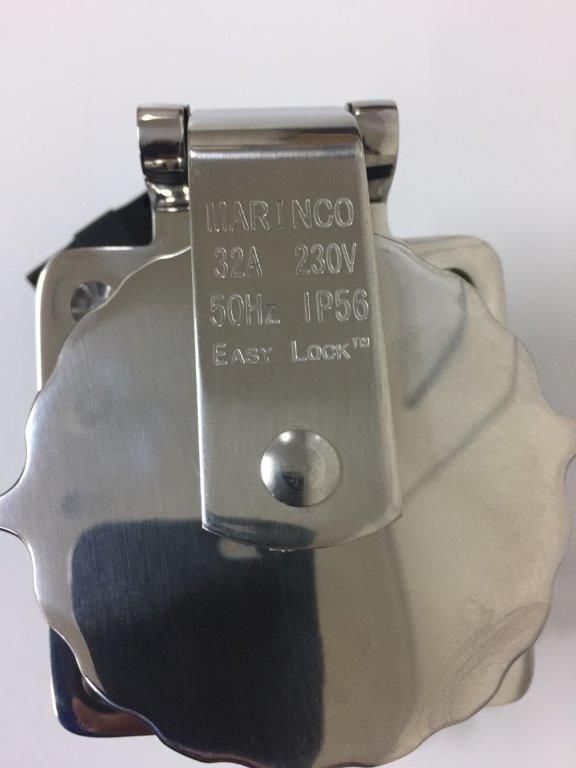 MARINCO
32A 230V
50Hz IP56
EASY LOCK™